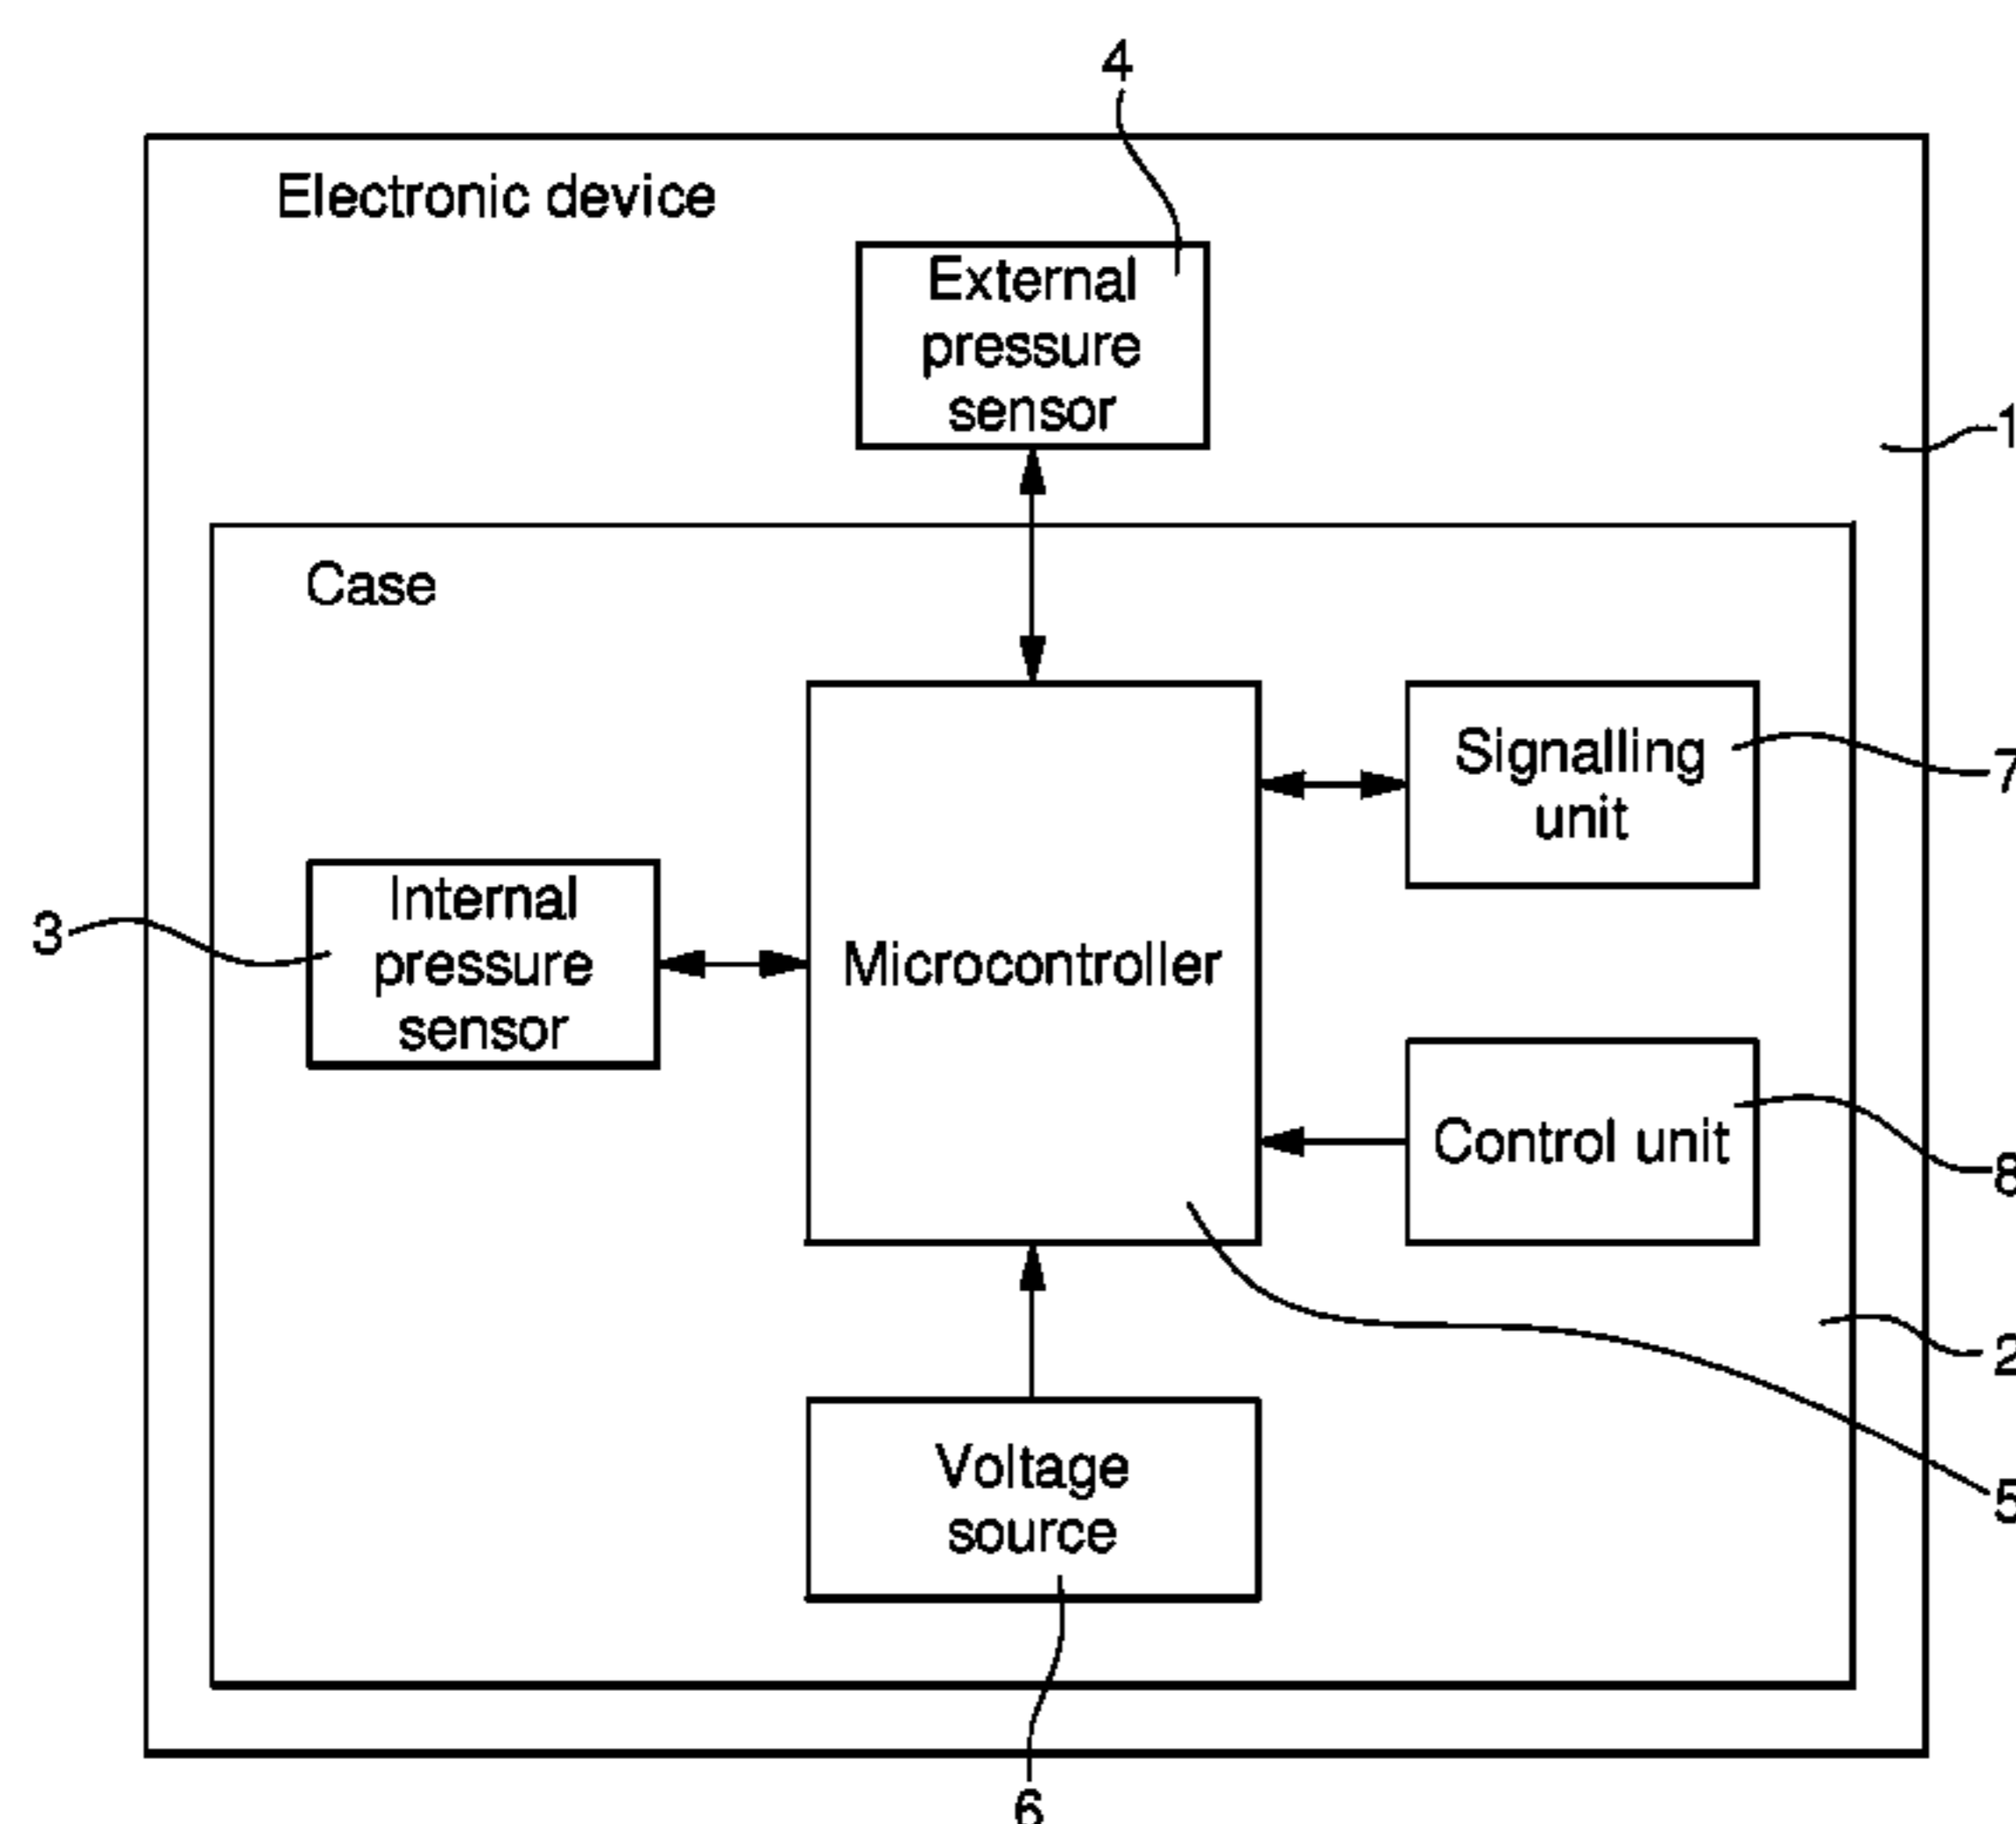 4
Electronic device
External
pressure
sensor
1
Case
Signalling
unit
7
Internal
pressure
sensor
3
Microcontroller
Control unit
8
2
Voltage
source
5
6